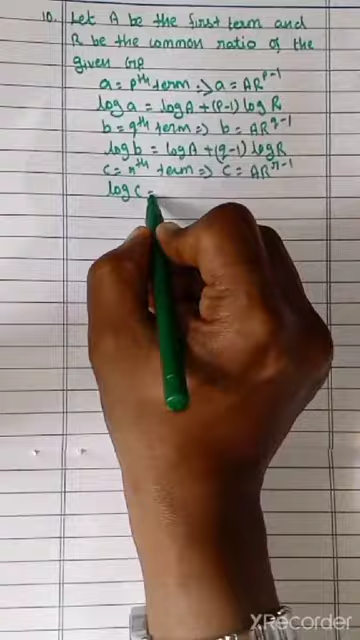 10. Let A be the first term and
R be the common ratio of the
given GP
a = pth term => a = AR^p-1
log a = log A + (p-1) log R
b = qth term => b = AR^q-1
log b = log A + (q-1) log R
c = rth term => c = AR^r-1
log c =
XRecorder